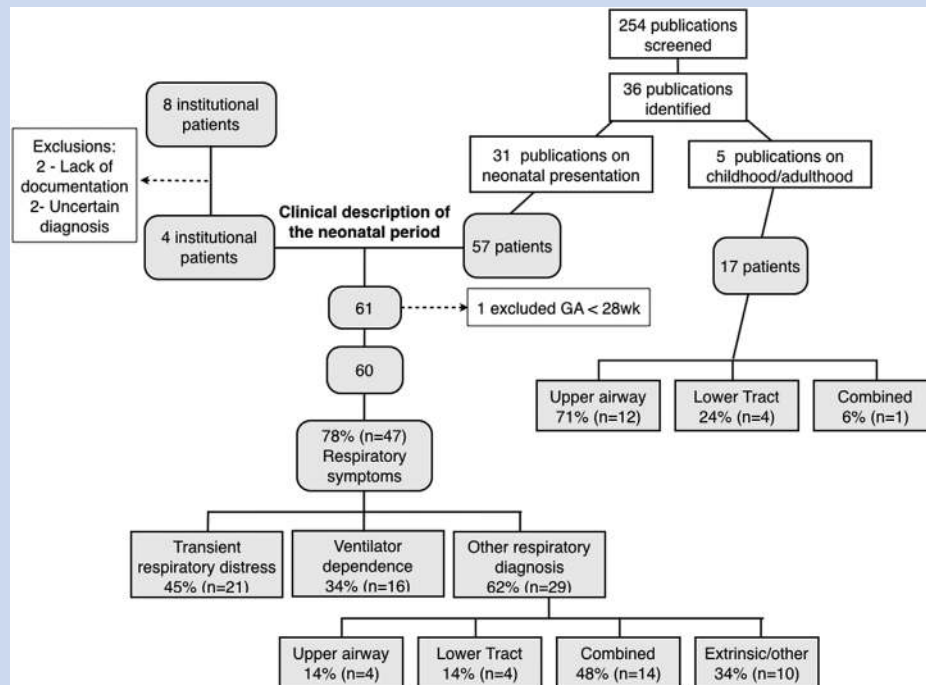 254 publications
screened
36 publications
identified
8 institutional
patients
Exclusions:
2 - Lack of
documentation
2- Uncertain
diagnosis
31 publications on
neonatal presentation
5 publications on
childhood/adulthood
Clinical description of
the neonatal period
4 institutional
patients
57 patients
17 patients
61
1 excluded GA < 28wk
60
Upper airway
71% (n=12)
Lower Tract
24% (n=4)
Combined
6% (n=1)
78% (n=47)
Respiratory
symptoms
Transient
respiratory distress
45% (n=21)
Ventilator
dependence
34% (n=16)
Other respiratory
diagnosis
62% (n=29)
Upper airway
14% (n=4)
Lower Tract
14% (n=4)
Combined
48% (n=14)
Extrinsic/other
34% (n=10)